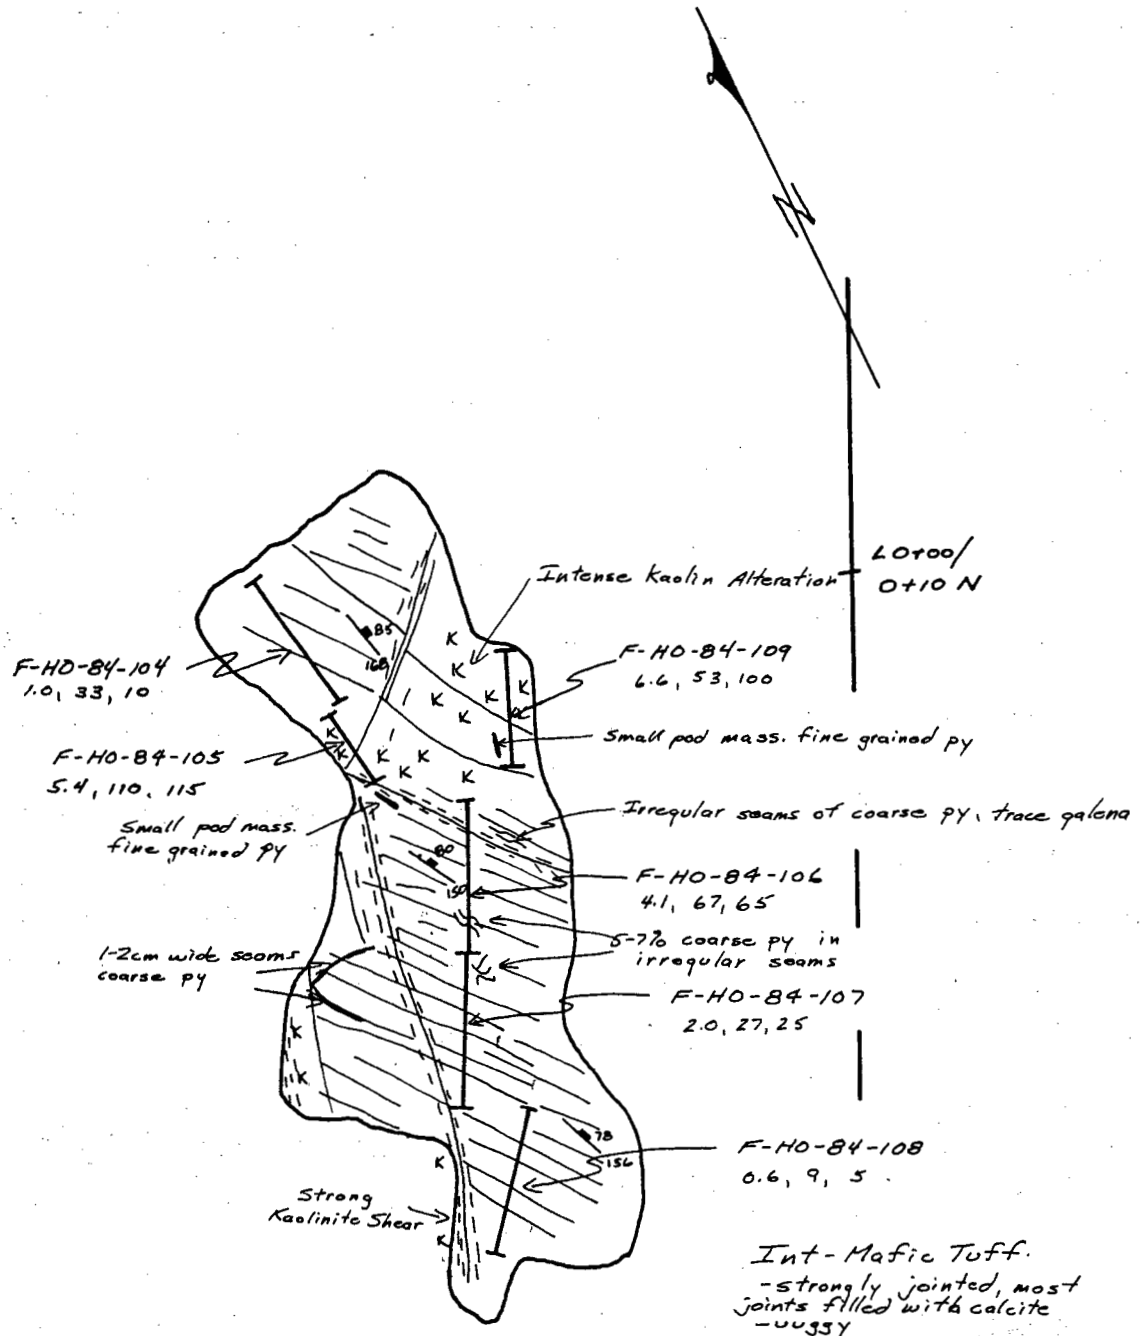 N
L 0+00/
0+10 N
Intense Kaolin Alteration
85
168
K
K
K
K
K
K
K
F-HO-84-104
1.0, 33, 10
F-HO-84-109
6.6, 53, 100
Small pod mass. fine grained py
K
K
K
K
K
F-HO-84-105
5.4, 110, 115
Small pod mass.
fine grained py
Irregular seams of coarse py, trace galena
80
150
F-HO-84-106
4.1, 67, 65
5-7% coarse py in
irregular seams
1-2cm wide seams
coarse py
F-HO-84-107
2.0, 27, 25
K
K
78
156
F-HO-84-108
0.6, 9, 5
K
Strong
Kaolinite Shear
K
Int-Mafic Tuff.
-strongly jointed, most
joints filled with calcite
-vuggy